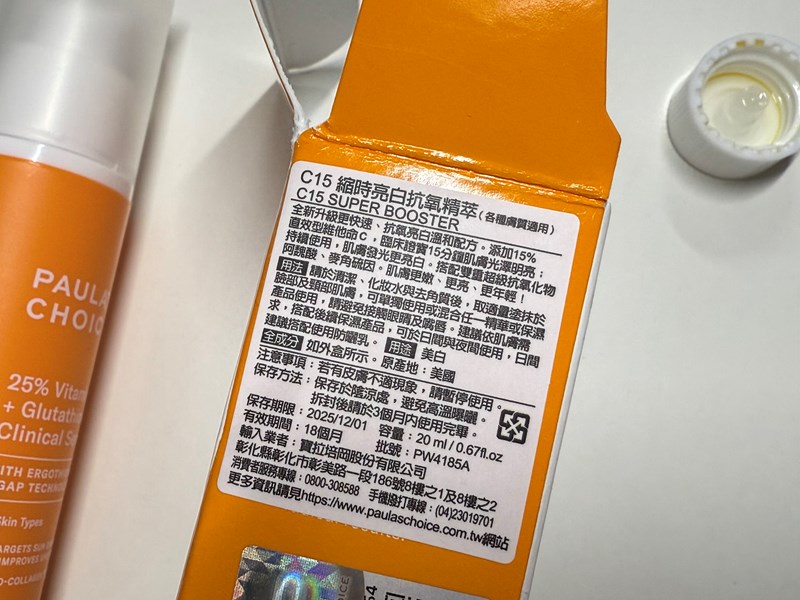 PAULA
CHOIC
25% Vitam
+ Glutathi
Clinical Se
WITH ERGOTH
GAP TECHNO
Skin Types
TARGETS SUN
IMPROVES
O-COLLAGEN
C15 縮時亮白抗氧精萃(各種膚質適用)
C15 SUPER BOOSTER
全新升級更快速、抗氧亮白溫和配方。添加15%
直效型維他命C,臨床證實15分鐘肌膚光澤明亮;
持續使用,肌膚發光更亮白。搭配雙重超級抗氧化物
阿魏酸、麥角硫因。肌膚更嫩、更亮、更年輕!
用法 請於清潔、化妝水與去角質後,取適量塗抹於
臉部及頸部肌膚,可單獨使用或混合任一精華或保濕
產品使用,請避免接觸眼睛及嘴唇。建議依肌膚需
求,搭配後續保濕產品,可於日間與夜間使用,日間
建議搭配使用防曬乳。 用途 美白
全成分 如外盒所示。原產地:美國
注意事項:若有皮膚不適現象,請暫停使用。
保存方法:保存於陰涼處,避免高溫曝曬。
拆封後請於3個月內使用完畢。
保存期限:2025/12/01 容量:20 ml / 0.67fl.oz
有效期間:18個月 批號:PW4185A
輸入業者:寶拉培岡股份有限公司
彰化縣彰化市彰美路一段186號8樓之1及8樓之2
消費者服務專線:0800-308588 手機撥打專線:(04)23019701
更多資訊請見https://www.paulaschoice.com.tw網站